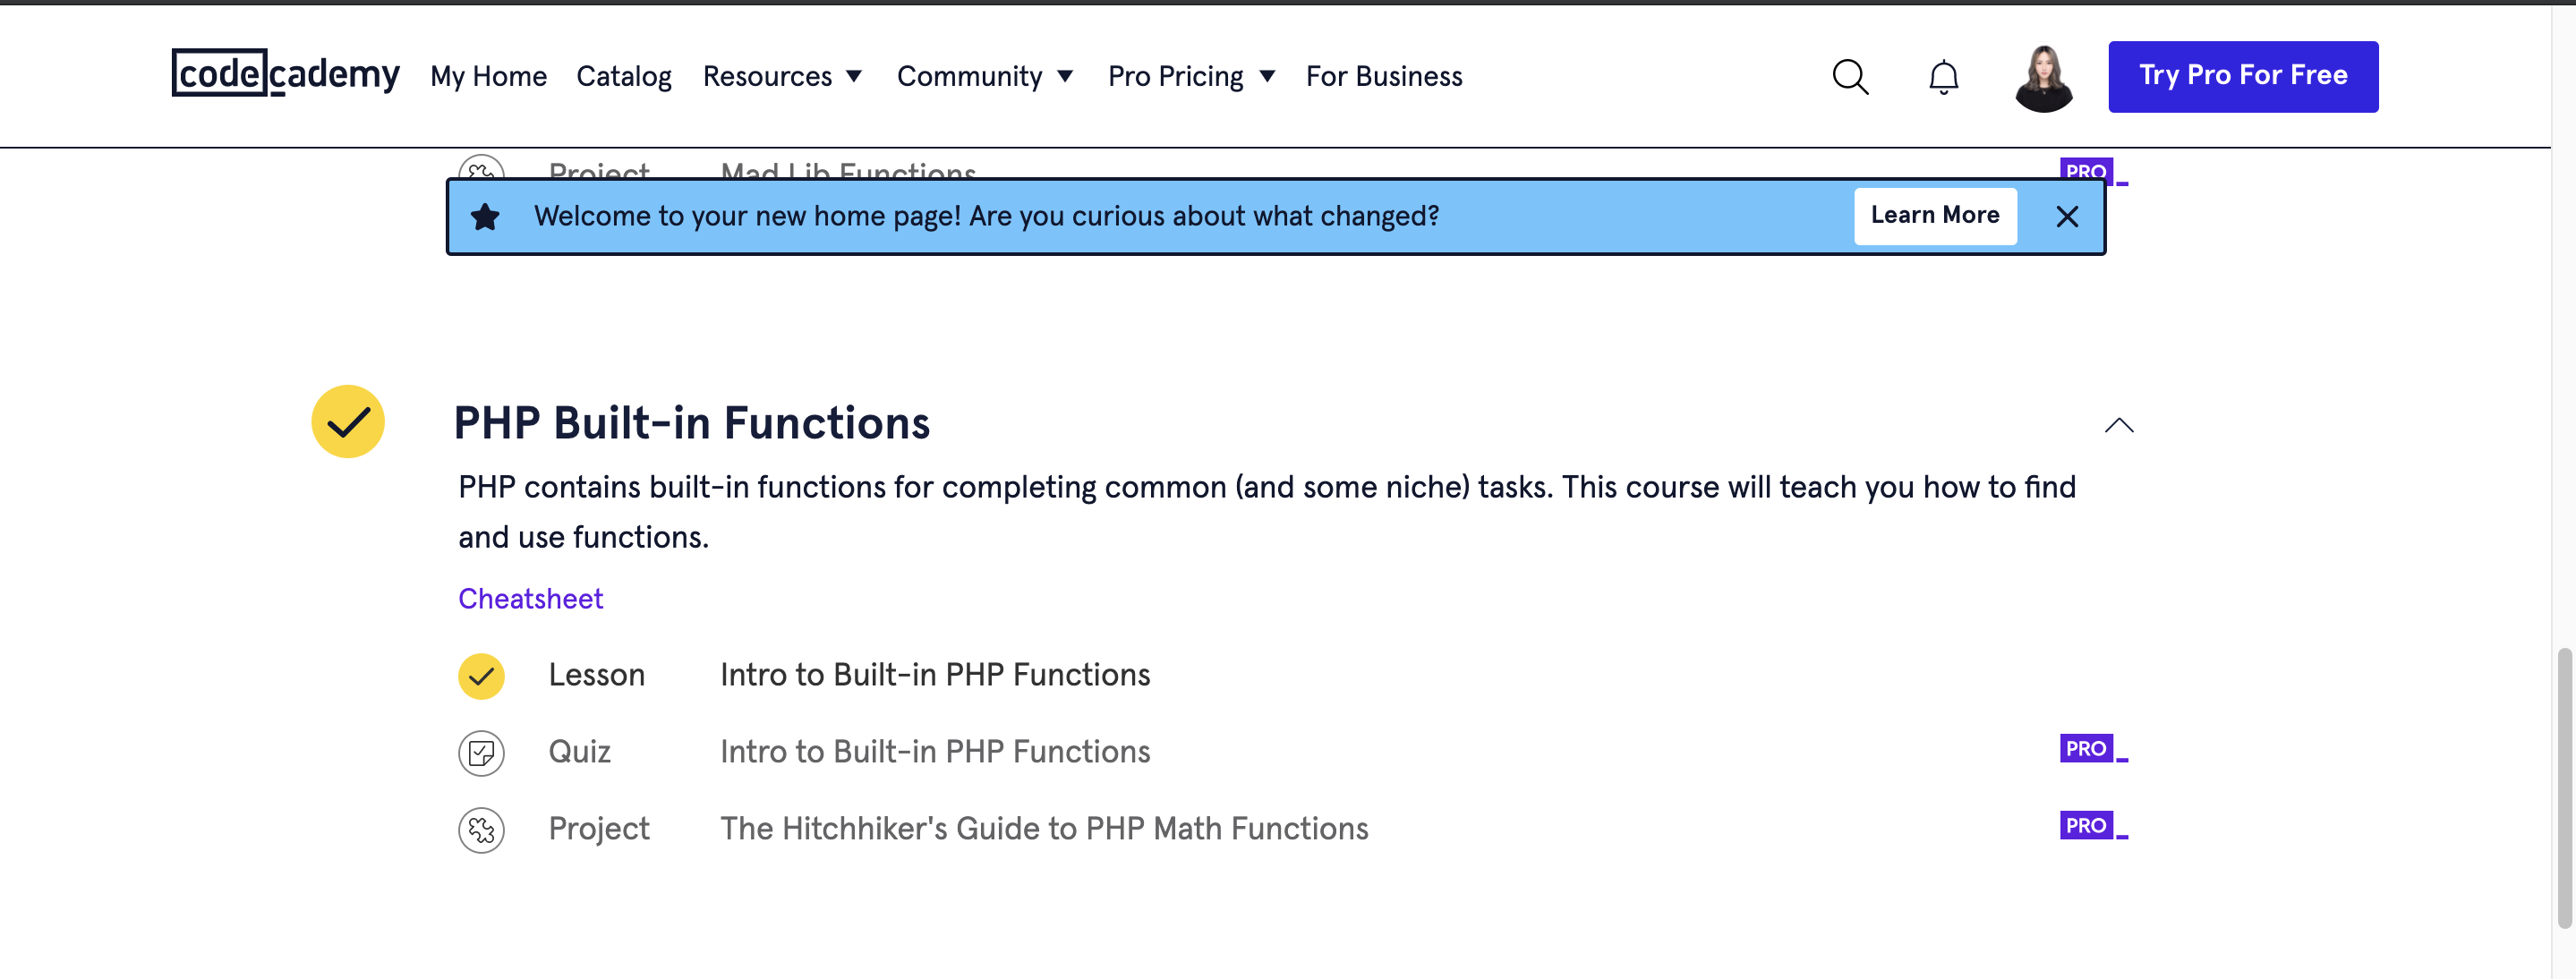 codecademy My Home Catalog Resources Community Pro Pricing For Business Try Pro For Free
Project Mad Lib Functions PRO
Welcome to your new home page! Are you curious about what changed? Learn More
PHP Built-in Functions
PHP contains built-in functions for completing common (and some niche) tasks. This course will teach you how to find
and use functions.
Cheatsheet
Lesson Intro to Built-in PHP Functions
Quiz Intro to Built-in PHP Functions PRO
Project The Hitchhiker's Guide to PHP Math Functions PRO